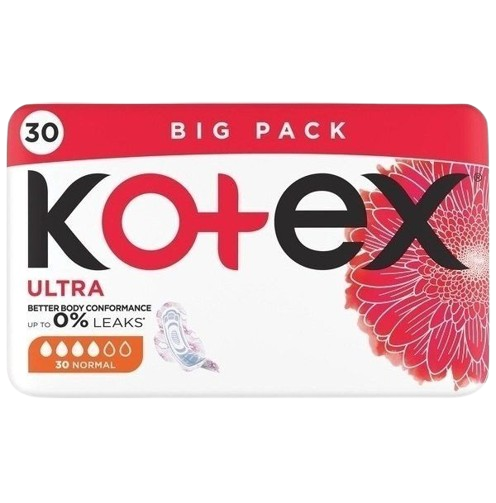 30
BIG PACK
Kotex®
ULTRA
BETTER BODY CONFORMANCE
UP TO 0% LEAKS*
30 NORMAL